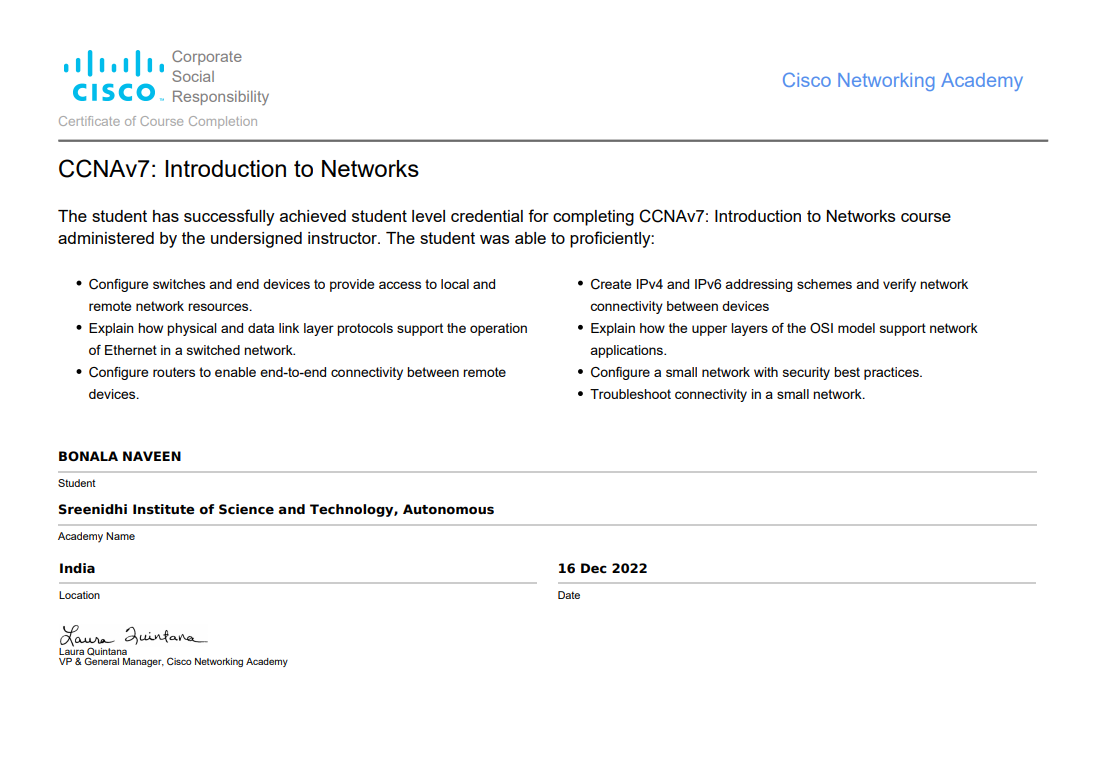 Corporate
Social
Responsibility
CISCO™
Cisco Networking Academy
Certificate of Course Completion
CCNAv7: Introduction to Networks
The student has successfully achieved student level credential for completing CCNAv7: Introduction to Networks course
administered by the undersigned instructor. The student was able to proficiently:
• Configure switches and end devices to provide access to local and
remote network resources.
• Explain how physical and data link layer protocols support the operation
of Ethernet in a switched network.
• Configure routers to enable end-to-end connectivity between remote
devices.
• Create IPv4 and IPv6 addressing schemes and verify network
connectivity between devices
• Explain how the upper layers of the OSI model support network
applications.
• Configure a small network with security best practices.
• Troubleshoot connectivity in a small network.
BONALA NAVEEN
Student
Sreenidhi Institute of Science and Technology, Autonomous
Academy Name
India
Location
16 Dec 2022
Date
Laura Quintana
Laura Quintana
VP & General Manager, Cisco Networking Academy